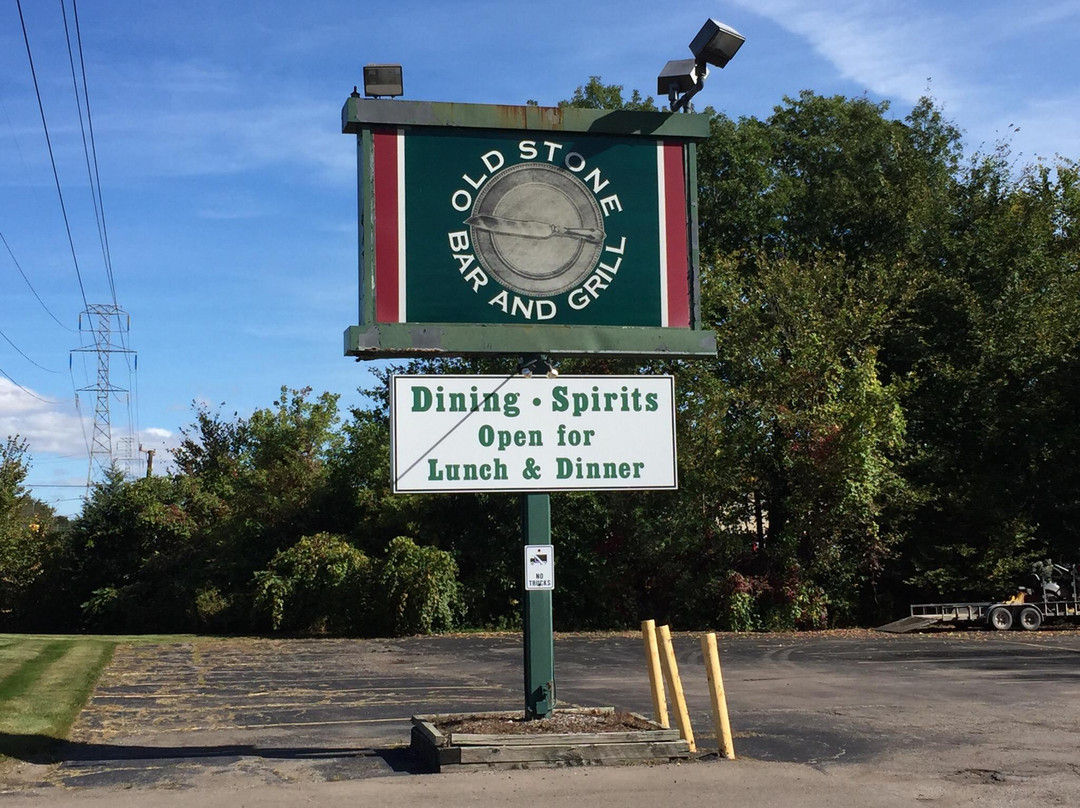 OLD STONE
BAR AND GRILL
Dining • Spirits
Open for
Lunch & Dinner
NO
TRUCKS